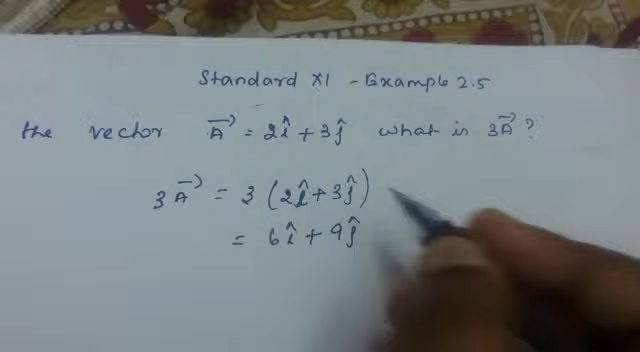 Standard XI - Example 2.5
the vector A⃗ = 2î + 3ĵ what is 3A⃗ ?
3A⃗ = 3 (2î + 3ĵ)
= 6î + 9ĵ